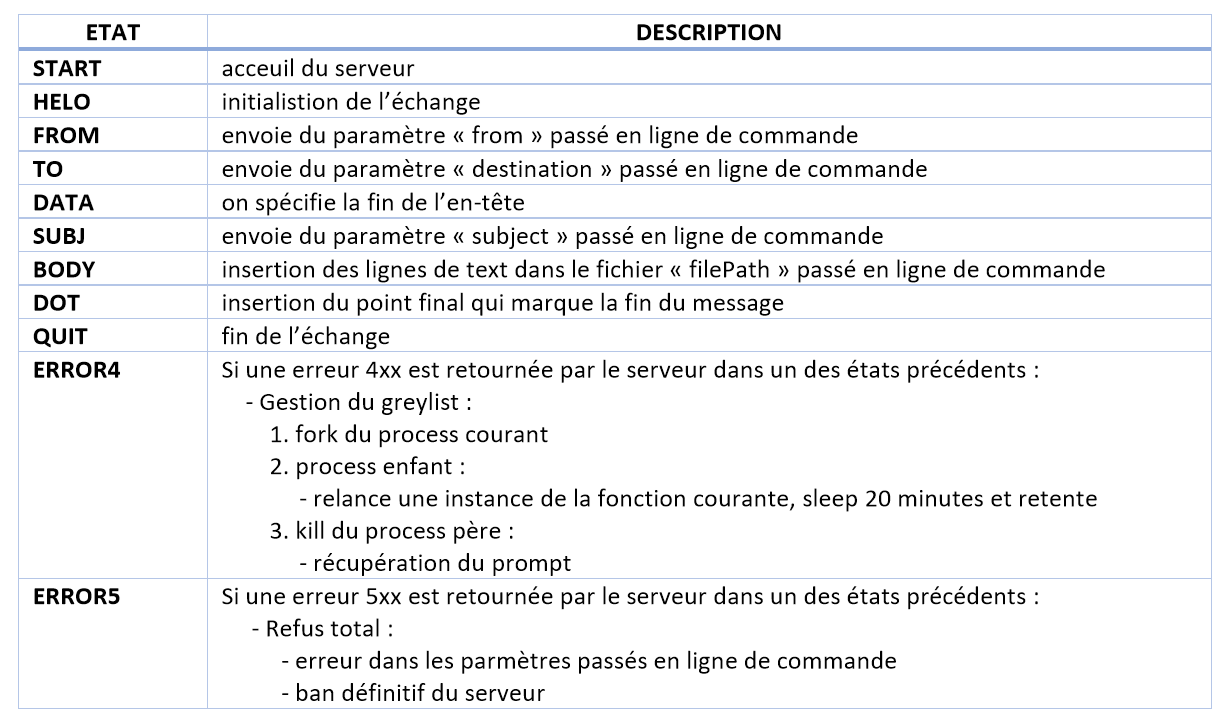 ETAT DESCRIPTION
START acceuil du serveur
HELO initialistion de l’échange
FROM envoie du paramètre « from » passé en ligne de commande
TO envoie du paramètre « destination » passé en ligne de commande
DATA on spécifie la fin de l’en-tête
SUBJ envoie du paramètre « subject » passé en ligne de commande
BODY insertion des lignes de text dans le fichier « filePath » passé en ligne de commande
DOT insertion du point final qui marque la fin du message
QUIT fin de l’échange
ERROR4 Si une erreur 4xx est retournée par le serveur dans un des états précédents :
- Gestion du greylist :
1. fork du process courant
2. process enfant :
- relance une instance de la fonction courante, sleep 20 minutes et retente
3. kill du process père :
- récupération du prompt
ERROR5 Si une erreur 5xx est retournée par le serveur dans un des états précédents :
- Refus total :
- erreur dans les parmètres passés en ligne de commande
- ban définitif du serveur